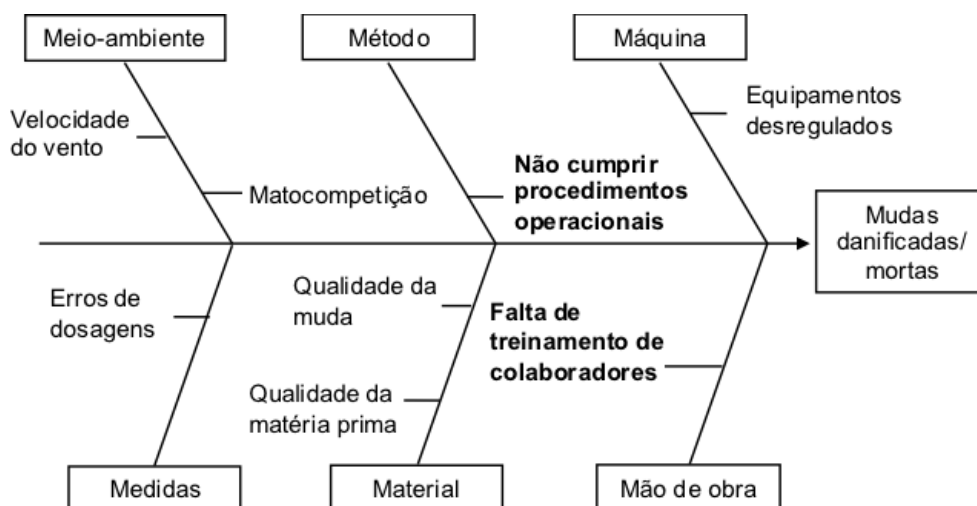 Meio-ambiente
Método
Máquina
Velocidade
do vento
Matocompetição
Não cumprir
procedimentos
operacionais
Equipamentos
desregulados
Mudas
danificadas/
mortas
Erros de
dosagens
Qualidade da
muda
Qualidade da
matéria prima
Falta de
treinamento de
colaboradores
Medidas
Material
Mão de obra